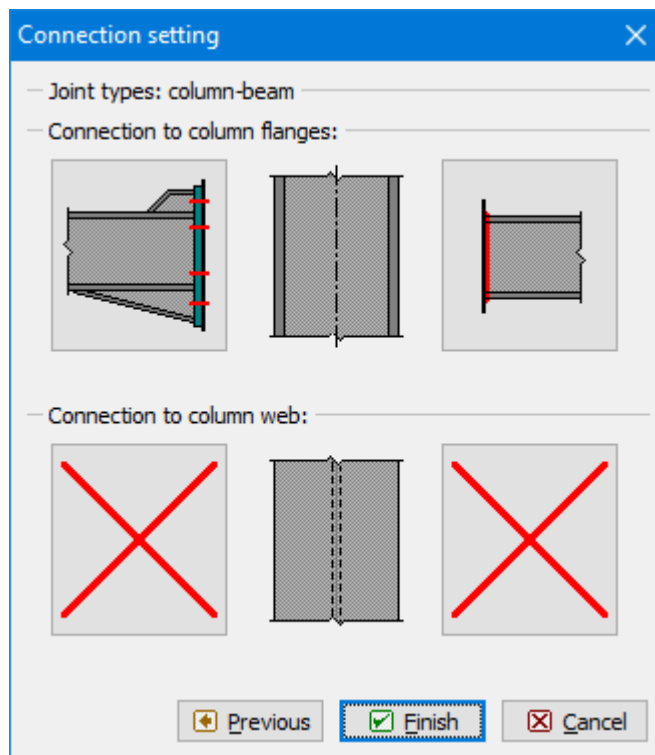 Connection setting
Joint types: column-beam
Connection to column flanges:
Connection to column web:
Previous
Finish
Cancel